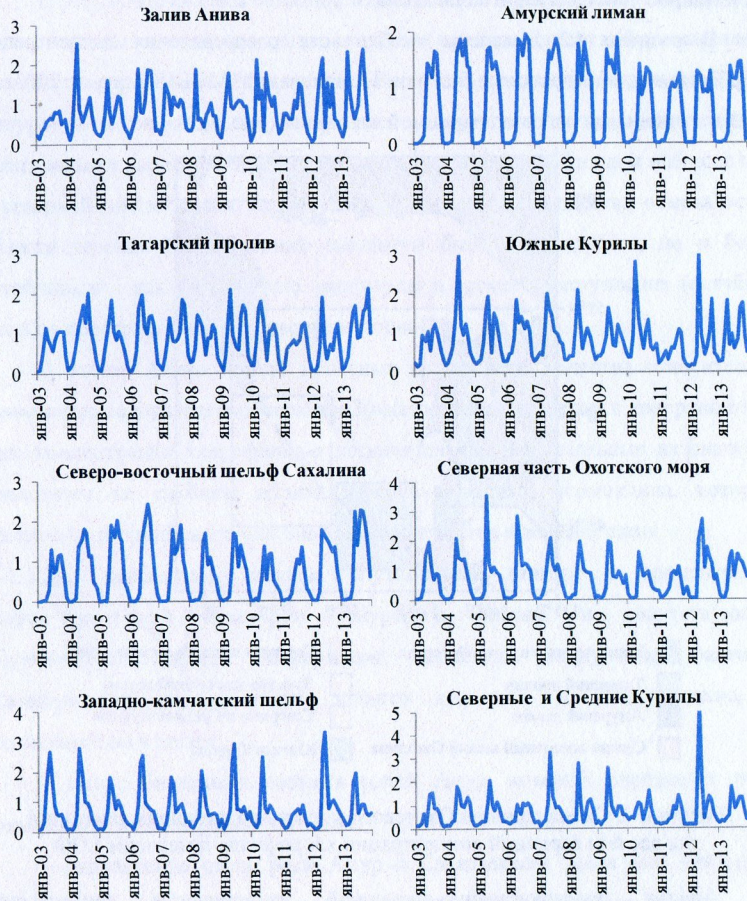 Залив Анива
3
2
1
0
янв-03 янв-04 янв-05 янв-06 янв-07 янв-08 янв-09 янв-10 янв-11 янв-12 янв-13
Амурский лиман
2
1
0
янв-03 янв-04 янв-05 янв-06 янв-07 янв-08 янв-09 янв-10 янв-11 янв-12 янв-13
Татарский пролив
3
2
1
0
янв-03 янв-04 янв-05 янв-06 янв-07 янв-08 янв-09 янв-10 янв-11 янв-12 янв-13
Южные Курилы
3
2
1
0
янв-03 янв-04 янв-05 янв-06 янв-07 янв-08 янв-09 янв-10 янв-11 янв-12 янв-13
Северо-восточный шельф Сахалина
3
2
1
0
янв-03 янв-04 янв-05 янв-06 янв-07 янв-08 янв-09 янв-10 янв-11 янв-12 янв-13
Северная часть Охотского моря
4
3
2
1
0
янв-03 янв-04 янв-05 янв-06 янв-07 янв-08 янв-09 янв-10 янв-11 янв-12 янв-13
Западно-камчатский шельф
4
3
2
1
0
янв-03 янв-04 янв-05 янв-06 янв-07 янв-08 янв-09 янв-10 янв-11 янв-12 янв-13
Северные и Средние Курилы
5
4
3
2
1
0
янв-03 янв-04 янв-05 янв-06 янв-07 янв-08 янв-09 янв-10 янв-11 янв-12 янв-13